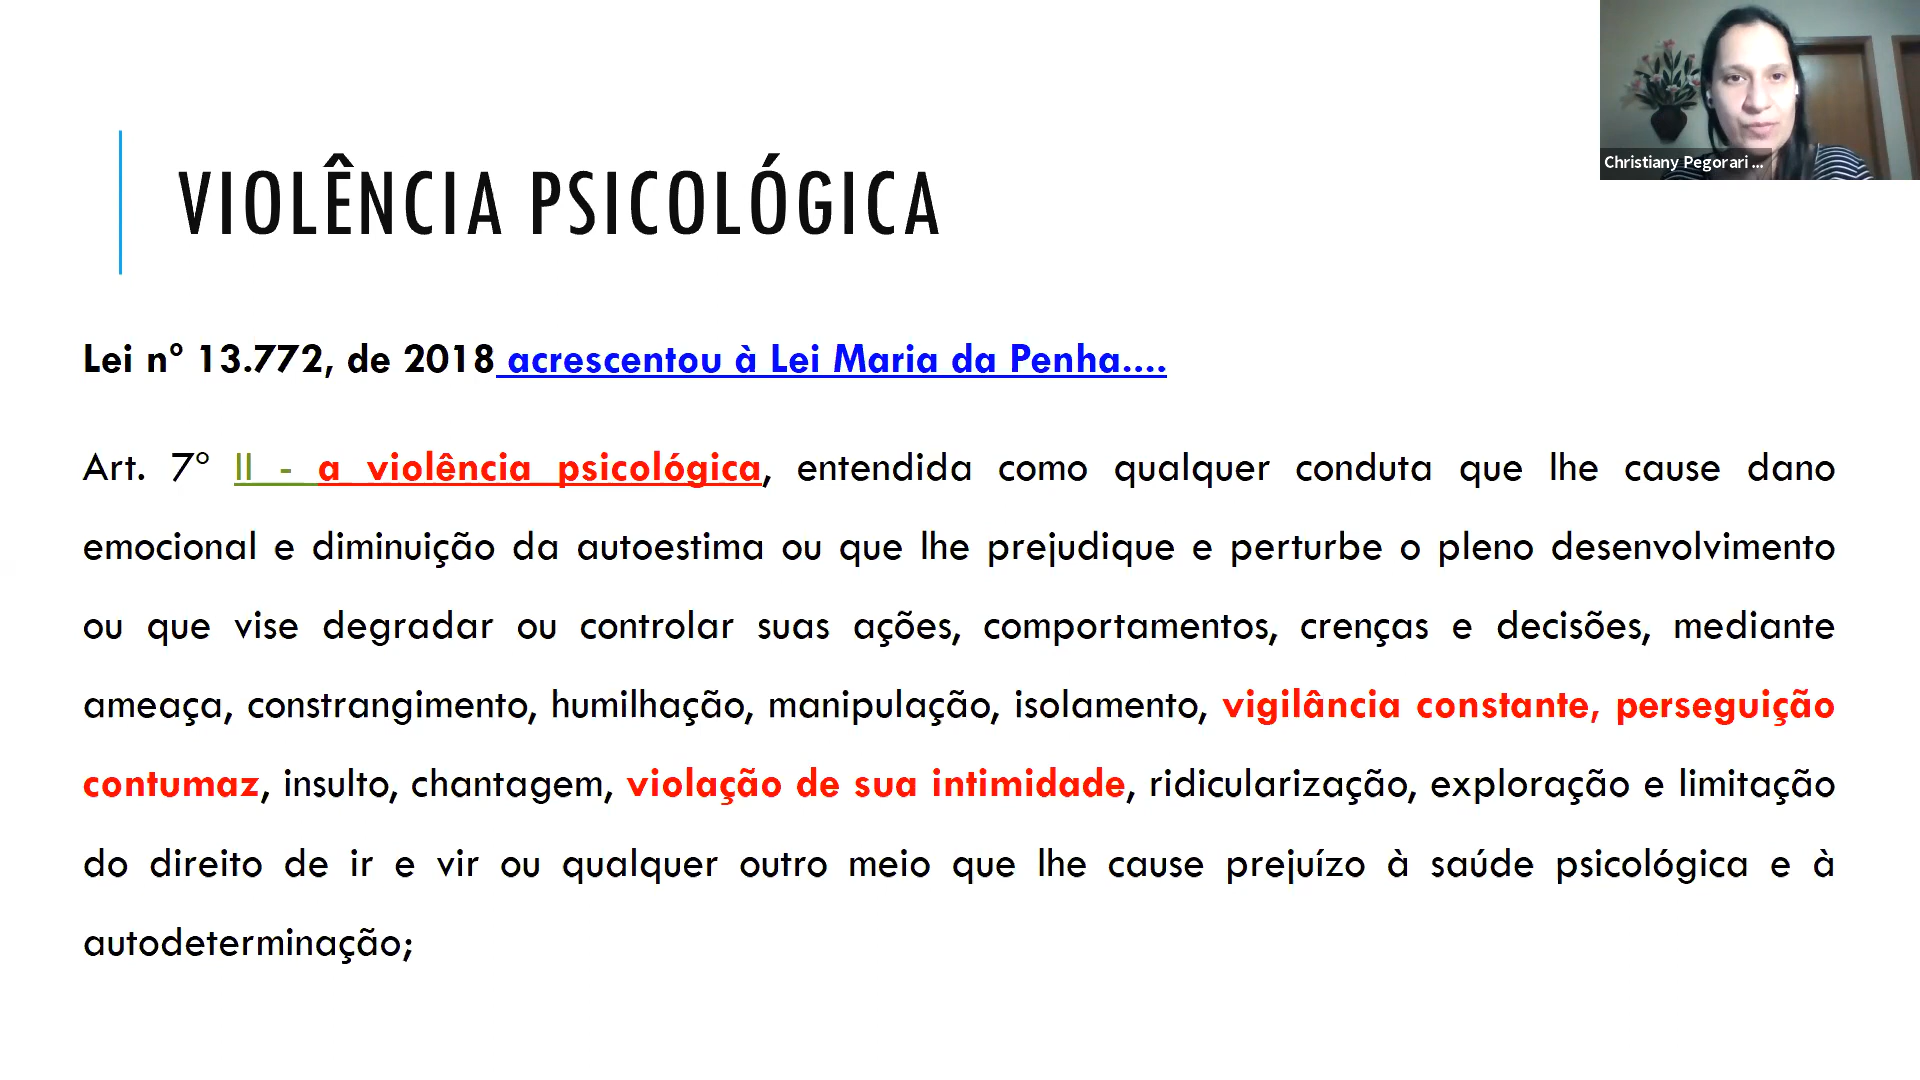 VIOLÊNCIA PSICOLÓGICA
Christiany Pegorari ...
Lei nº 13.772, de 2018 acrescentou à Lei Maria da Penha....
Art. 7° II - a violência psicológica, entendida como qualquer conduta que lhe cause dano
emocional e diminuição da autoestima ou que lhe prejudique e perturbe o pleno desenvolvimento
ou que vise degradar ou controlar suas ações, comportamentos, crenças e decisões, mediante
ameaça, constrangimento, humilhação, manipulação, isolamento, vigilância constante, perseguição
contumaz, insulto, chantagem, violação de sua intimidade, ridicularização, exploração e limitação
do direito de ir e vir ou qualquer outro meio que lhe cause prejuízo à saúde psicológica e à
autodeterminação;